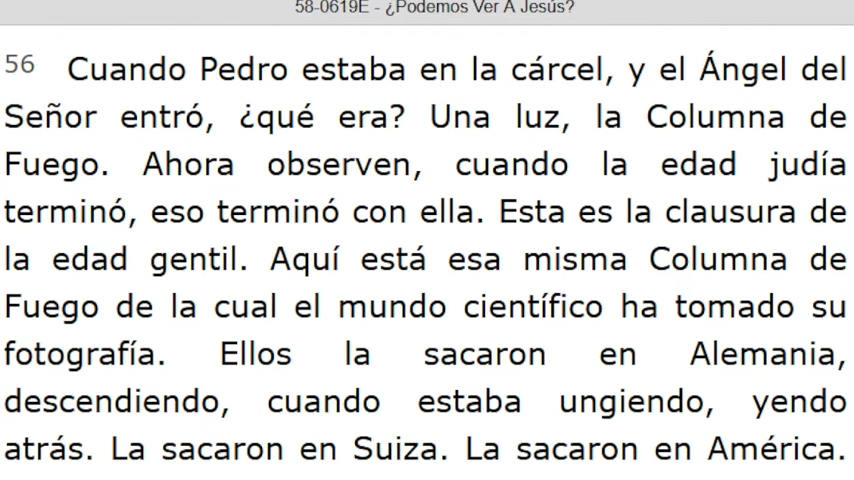 58-0619E - ¿Podemos Ver A Jesús?
56 Cuando Pedro estaba en la cárcel, y el Ángel del
Señor entró, ¿qué era? Una luz, la Columna de
Fuego. Ahora observen, cuando la edad judía
terminó, eso terminó con ella. Esta es la clausura de
la edad gentil. Aquí está esa misma Columna de
Fuego de la cual el mundo científico ha tomado su
fotografía. Ellos la sacaron en Alemania,
descendiendo, cuando estaba ungiendo, yendo
atrás. La sacaron en Suiza. La sacaron en América.